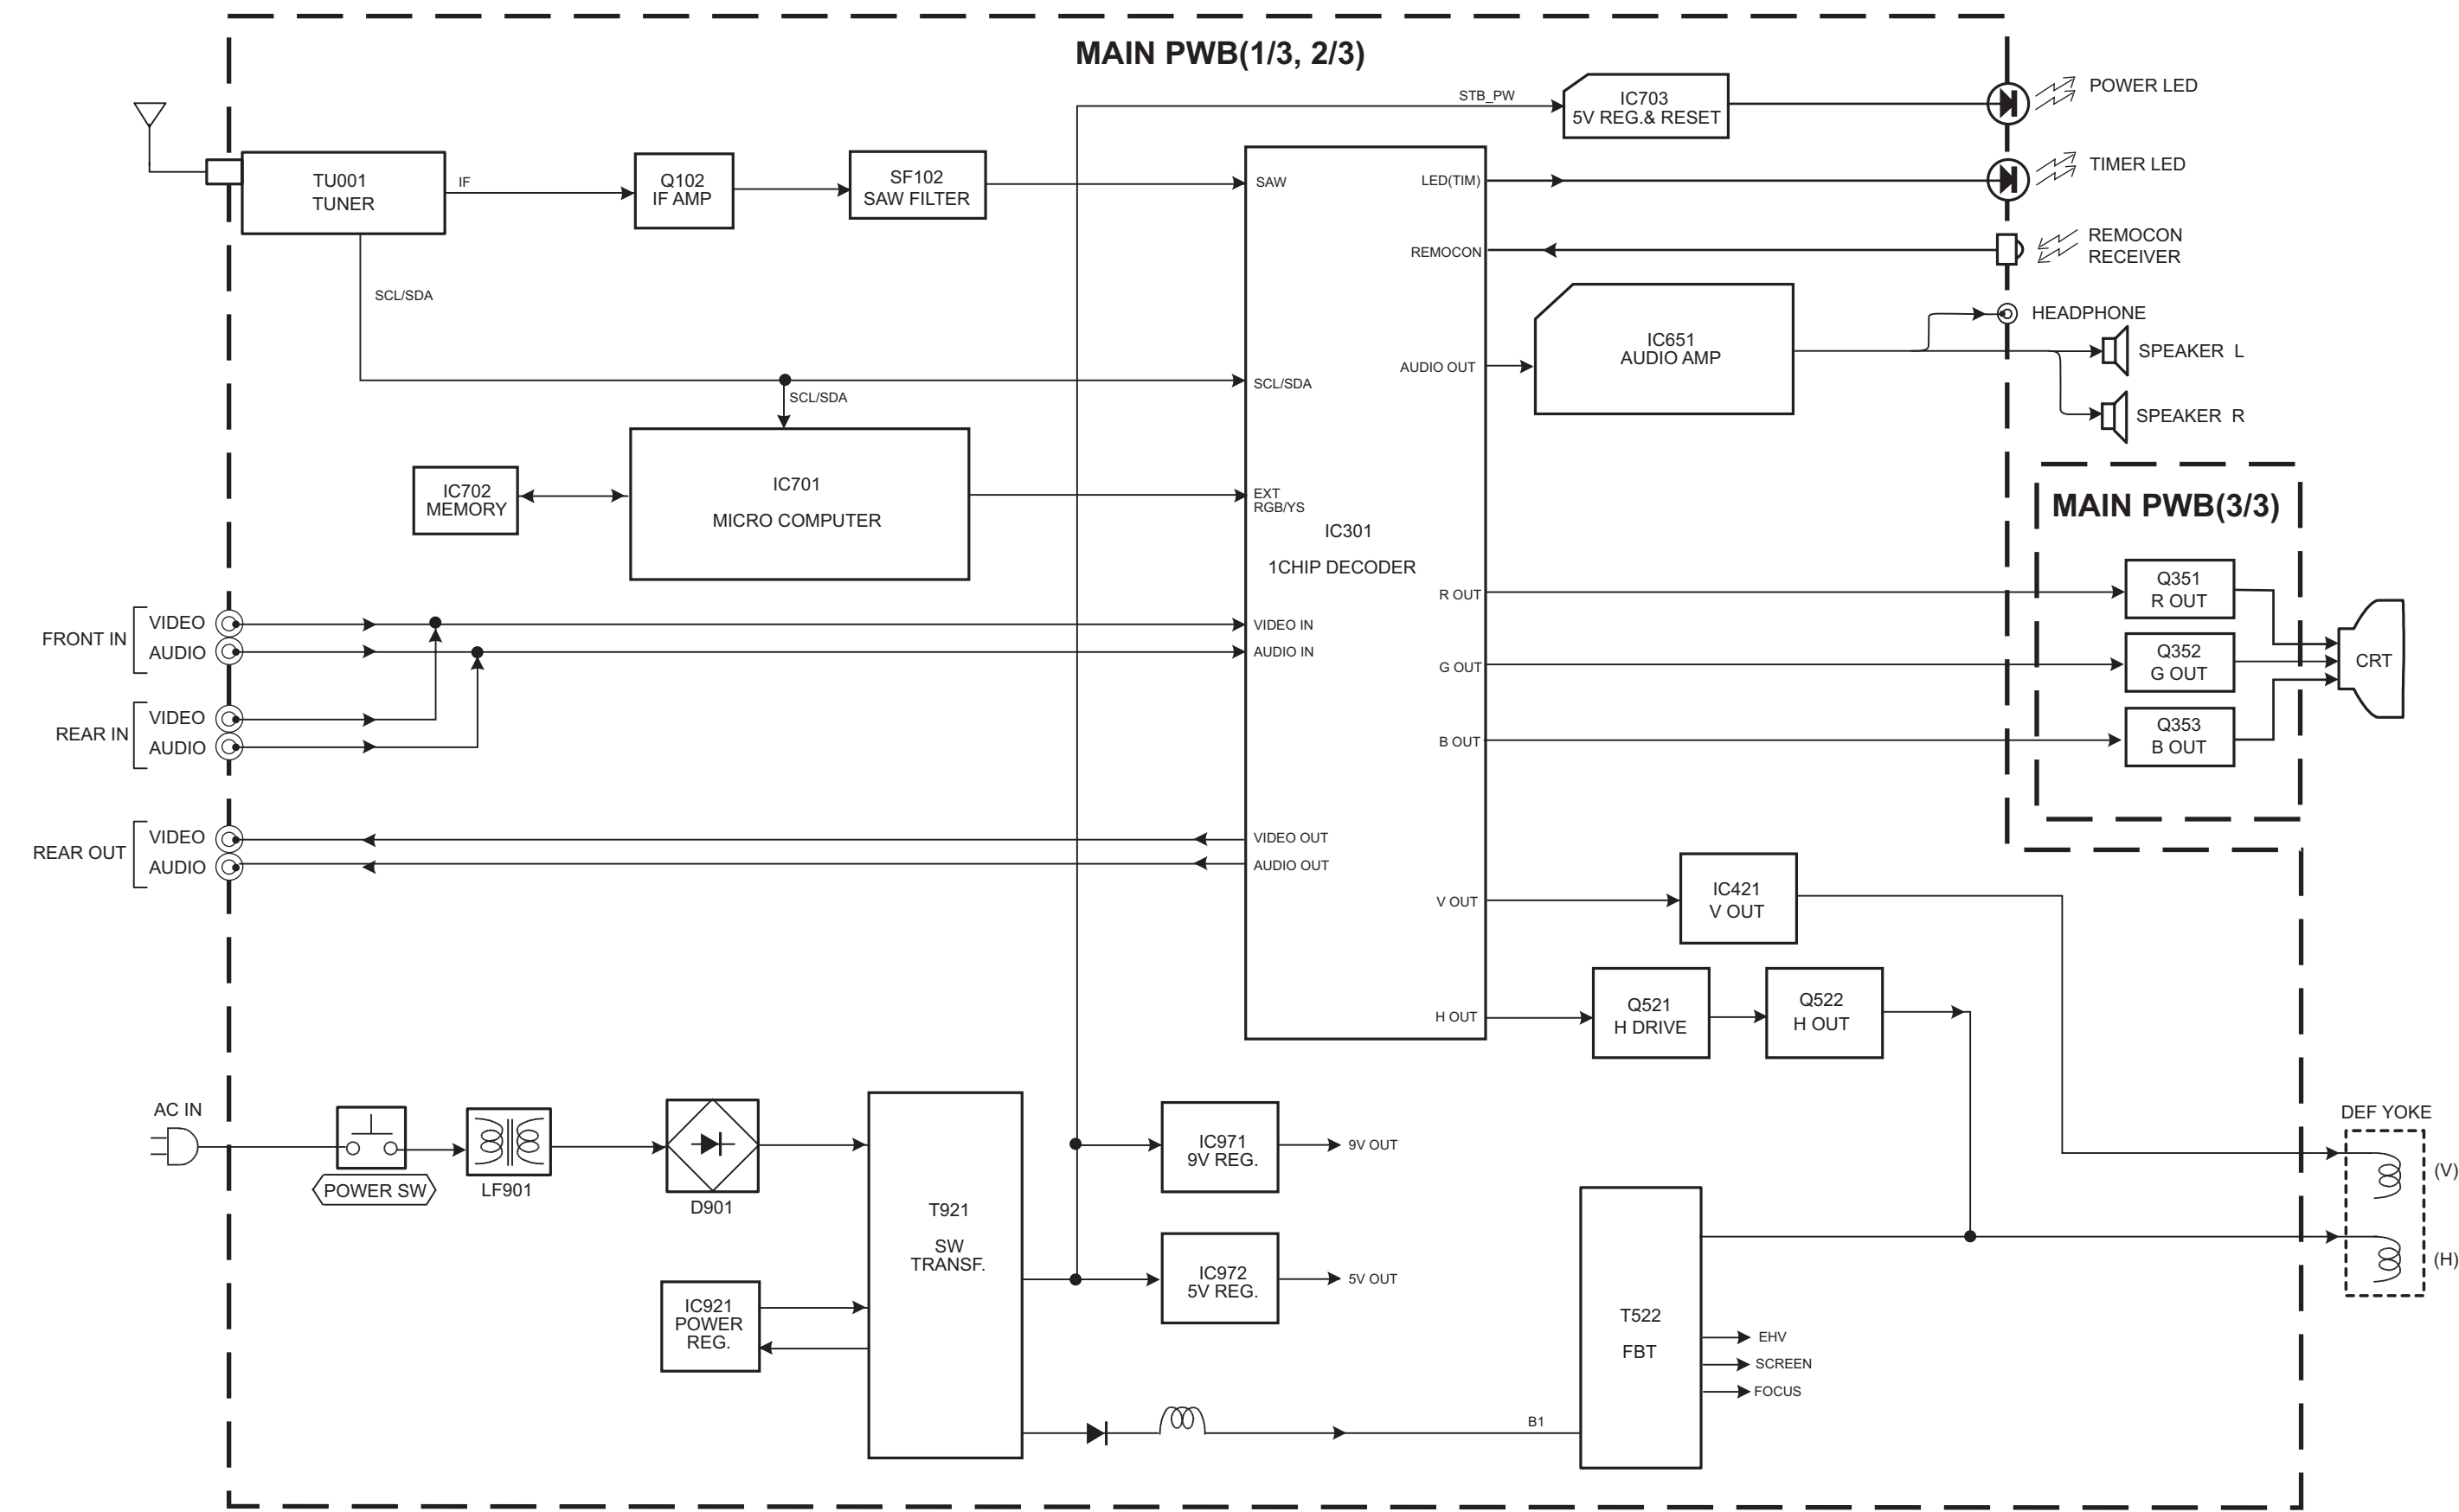 MAIN PWB(1/3, 2/3)
STB_PW
IC703
5V REG.& RESET
POWER LED
TU001
TUNER
IF
Q102
IF AMP
SF102
SAW FILTER
SAW
LED(TIM)
TIMER LED
REMOCON
REMOCON
RECEIVER
SCL/SDA
HEADPHONE
IC651
AUDIO AMP
SPEAKER L
AUDIO OUT
SCL/SDA
SCL/SDA
SPEAKER R
IC702
MEMORY
IC701
MICRO COMPUTER
EXT
RGB/YS
IC301
1CHIP DECODER
MAIN PWB(3/3)
R OUT
Q351
R OUT
FRONT IN
VIDEO
AUDIO
VIDEO IN
AUDIO IN
G OUT
Q352
G OUT
CRT
REAR IN
VIDEO
AUDIO
B OUT
Q353
B OUT
REAR OUT
VIDEO
AUDIO
VIDEO OUT
AUDIO OUT
V OUT
IC421
V OUT
H OUT
Q521
H DRIVE
Q522
H OUT
AC IN
POWER SW
LF901
D901
T921
SW
TRANSF.
IC971
9V REG.
9V OUT
DEF YOKE
(V)
(H)
IC972
5V REG.
5V OUT
IC921
POWER
REG.
T522
FBT
EHV
SCREEN
FOCUS
B1